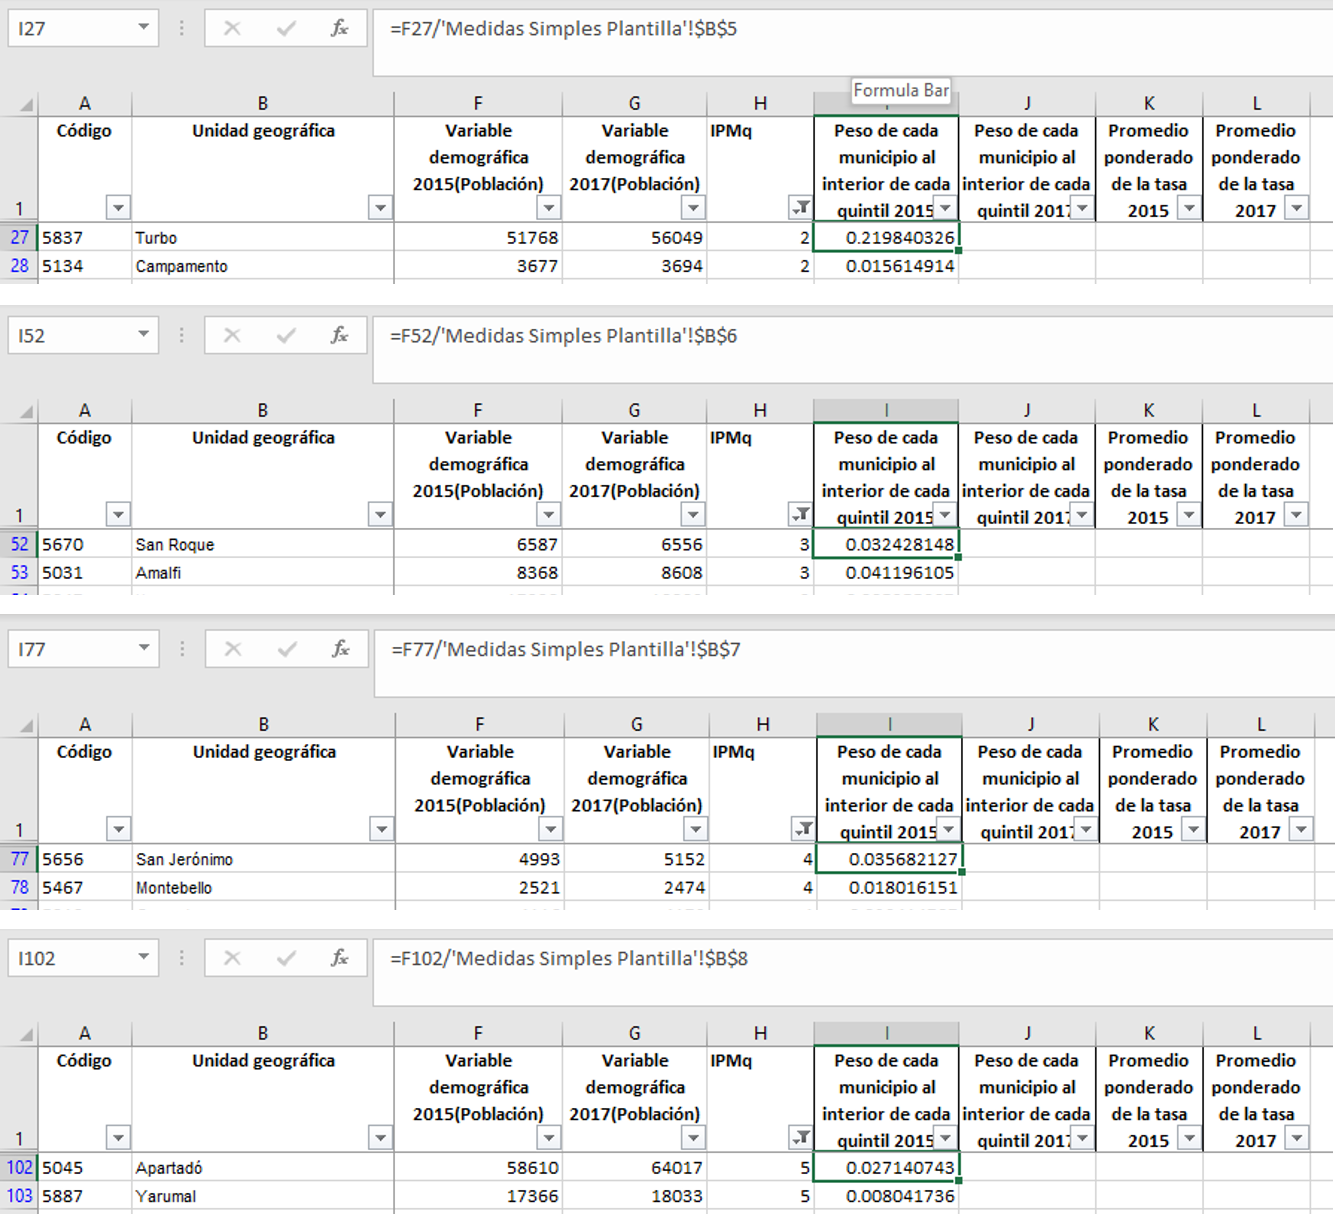 I27 fx =F27/'Medidas Simples Plantilla'!$B$5
Formula Bar
A B F G H I J K L
Código Unidad geográfica Variable demográfica 2015(Población) Variable demográfica 2017(Población) IPMq Peso de cada municipio al interior de cada quintil 2015 Peso de cada municipio al interior de cada quintil 2017 Promedio ponderado de la tasa 2015 Promedio ponderado de la tasa 2017
1
27 5837 Turbo 51768 56049 2 0.219840326
28 5134 Campamento 3677 3694 2 0.015614914
I52 fx =F52/'Medidas Simples Plantilla'!$B$6
A B F G H I J K L
Código Unidad geográfica Variable demográfica 2015(Población) Variable demográfica 2017(Población) IPMq Peso de cada municipio al interior de cada quintil 2015 Peso de cada municipio al interior de cada quintil 2017 Promedio ponderado de la tasa 2015 Promedio ponderado de la tasa 2017
1
52 5670 San Roque 6587 6556 3 0.032428148
53 5031 Amalfi 8368 8608 3 0.041196105
I77 fx =F77/'Medidas Simples Plantilla'!$B$7
A B F G H I J K L
Código Unidad geográfica Variable demográfica 2015(Población) Variable demográfica 2017(Población) IPMq Peso de cada municipio al interior de cada quintil 2015 Peso de cada municipio al interior de cada quintil 2017 Promedio ponderado de la tasa 2015 Promedio ponderado de la tasa 2017
1
77 5656 San Jerónimo 4993 5152 4 0.035682127
78 5467 Montebello 2521 2474 4 0.018016151
I102 fx =F102/'Medidas Simples Plantilla'!$B$8
A B F G H I J K L
Código Unidad geográfica Variable demográfica 2015(Población) Variable demográfica 2017(Población) IPMq Peso de cada municipio al interior de cada quintil 2015 Peso de cada municipio al interior de cada quintil 2017 Promedio ponderado de la tasa 2015 Promedio ponderado de la tasa 2017
1
102 5045 Apartadó 58610 64017 5 0.027140743
103 5887 Yarumal 17366 18033 5 0.008041736